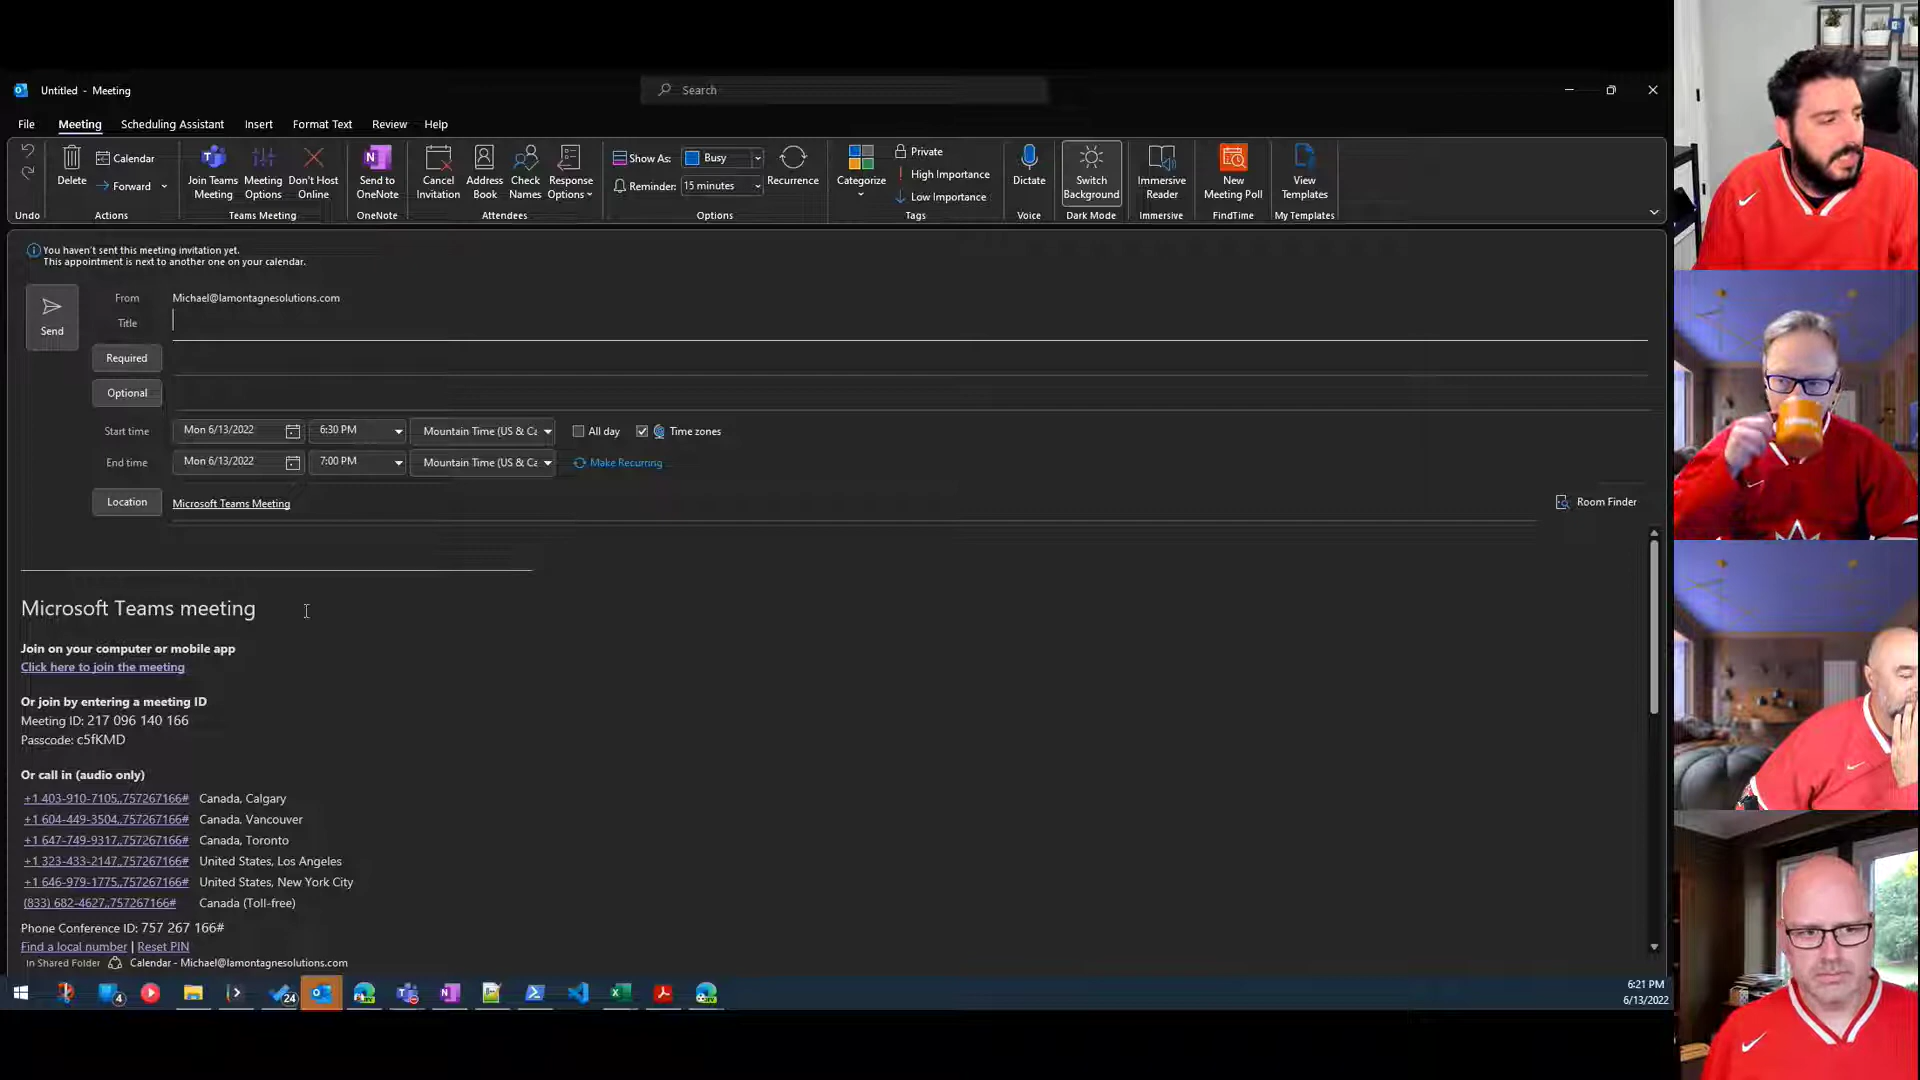 Untitled - Meeting
Search
File Meeting Scheduling Assistant Insert Format Text Review Help
Delete
Calendar
Forward
Actions
Undo
Join Teams Meeting
Meeting Options
Don't Host Online
Teams Meeting
Send to OneNote
OneNote
Cancel Invitation
Address Book
Check Names
Response Options
Attendees
Show As: Busy
Reminder: 15 minutes
Recurrence
Options
Categorize
Private
High Importance
Low Importance
Tags
Dictate
Voice
Switch Background
Dark Mode
Immersive Reader
Immersive
New Meeting Poll
FindTime
View Templates
My Templates
You haven't sent this meeting invitation yet.
This appointment is next to another one on your calendar.
Send
From Michael@lamontagnesolutions.com
Title
Required
Optional
Start time Mon 6/13/2022 6:30 PM Mountain Time (US & Ca All day Time zones
End time Mon 6/13/2022 7:00 PM Mountain Time (US & Ca Make Recurring
Location Microsoft Teams Meeting Room Finder
Microsoft Teams meeting
Join on your computer or mobile app
Click here to join the meeting
Or join by entering a meeting ID
Meeting ID: 217 096 140 166
Passcode: c5fKMD
Or call in (audio only)
+1 403-910-7105,,757267166# Canada, Calgary
+1 604-449-3504,,757267166# Canada, Vancouver
+1 647-749-9317,,757267166# Canada, Toronto
+1 323-433-2147,,757267166# United States, Los Angeles
+1 646-979-1775,,757267166# United States, New York City
(833) 682-4627,,757267166# Canada (Toll-free)
Phone Conference ID: 757 267 166#
Find a local number | Reset PIN
In Shared Folder Calendar - Michael@lamontagnesolutions.com
4
24
6:21 PM
6/13/2022